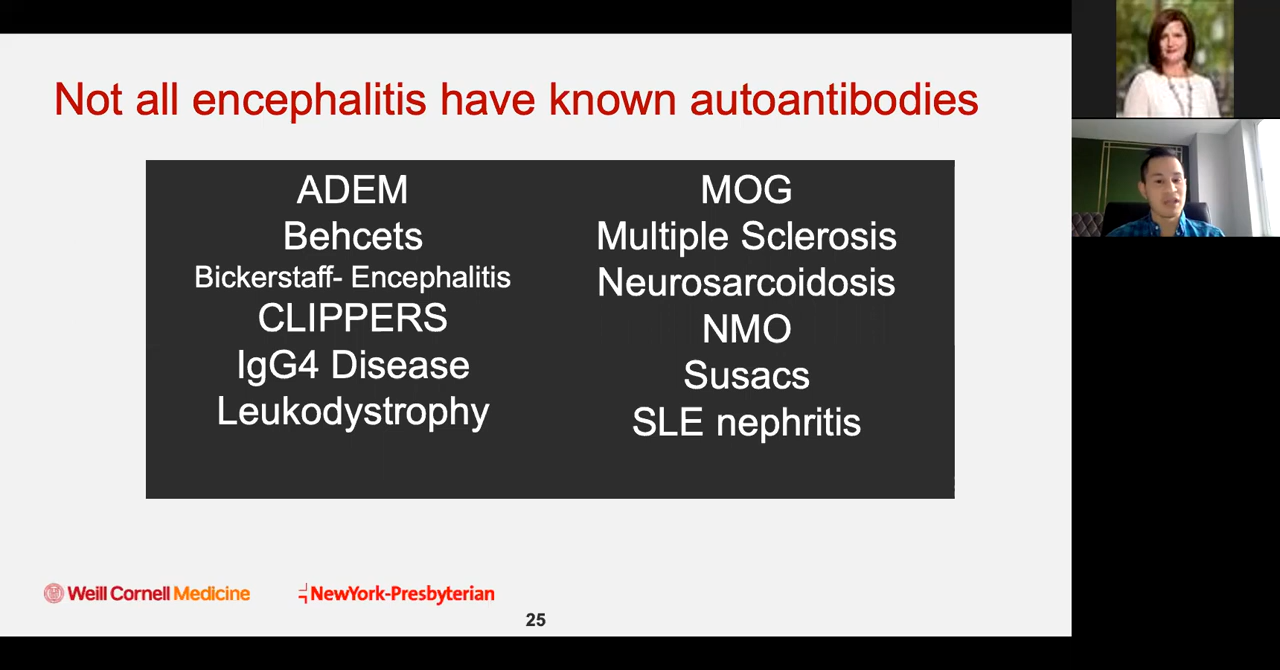 Not all encephalitis have known autoantibodies
ADEM
Behcets
Bickerstaff- Encephalitis
CLIPPERS
IgG4 Disease
Leukodystrophy
MOG
Multiple Sclerosis
Neurosarcoidosis
NMO
Susacs
SLE nephritis
Weill Cornell Medicine
NewYork-Presbyterian
25